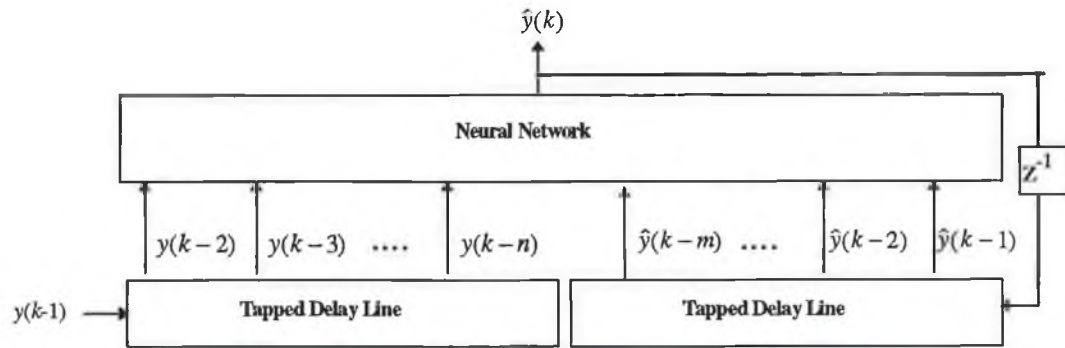 ŷ(k)
Neural Network
z⁻¹
y(k − 2) y(k − 3) .... y(k − n) ŷ(k − m) .... ŷ(k − 2) ŷ(k − 1)
y(k-1) Tapped Delay Line Tapped Delay Line